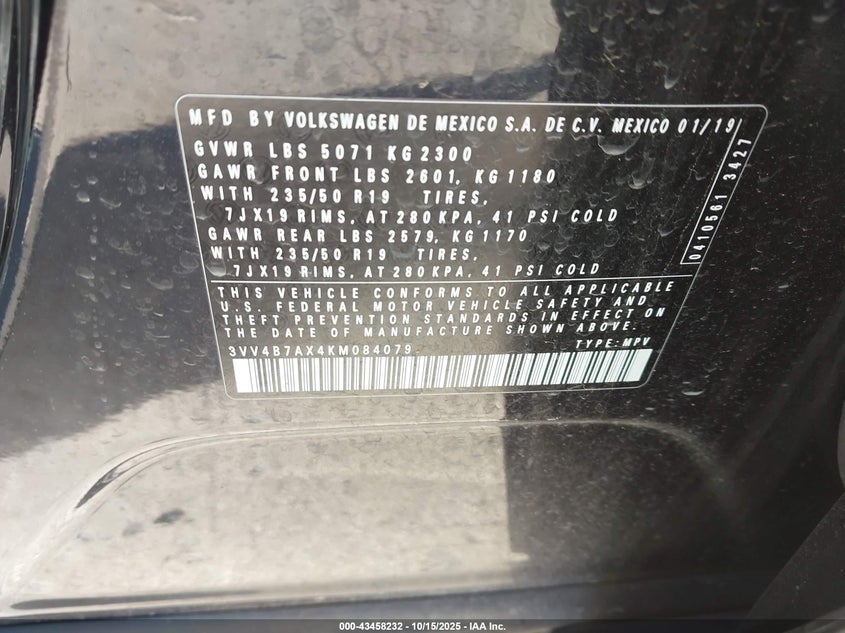 MFD BY VOLKSWAGEN DE MEXICO S.A. DE C.V. MEXICO 01/19
GVWR LBS 5071 KG 2300
GAWR FRONT LBS 2601, KG 1180
WITH 235/50 R19 TIRES,
7JX19 RIMS, AT 280 KPA, 41 PSI COLD
GAWR REAR LBS 2579, KG 1170
WITH 235/50 R19 TIRES,
7JX19 RIMS, AT 280 KPA, 41 PSI COLD
0410561 3427
THIS VEHICLE CONFORMS TO ALL APPLICABLE
U.S. FEDERAL MOTOR VEHICLE SAFETY AND
THEFT PREVENTION STANDARDS IN EFFECT ON
THE DATE OF MANUFACTURE SHOWN ABOVE.
3VV4B7AX4KM084079 TYPE: MPV
000-43458232 - 10/15/2025 - IAA Inc.